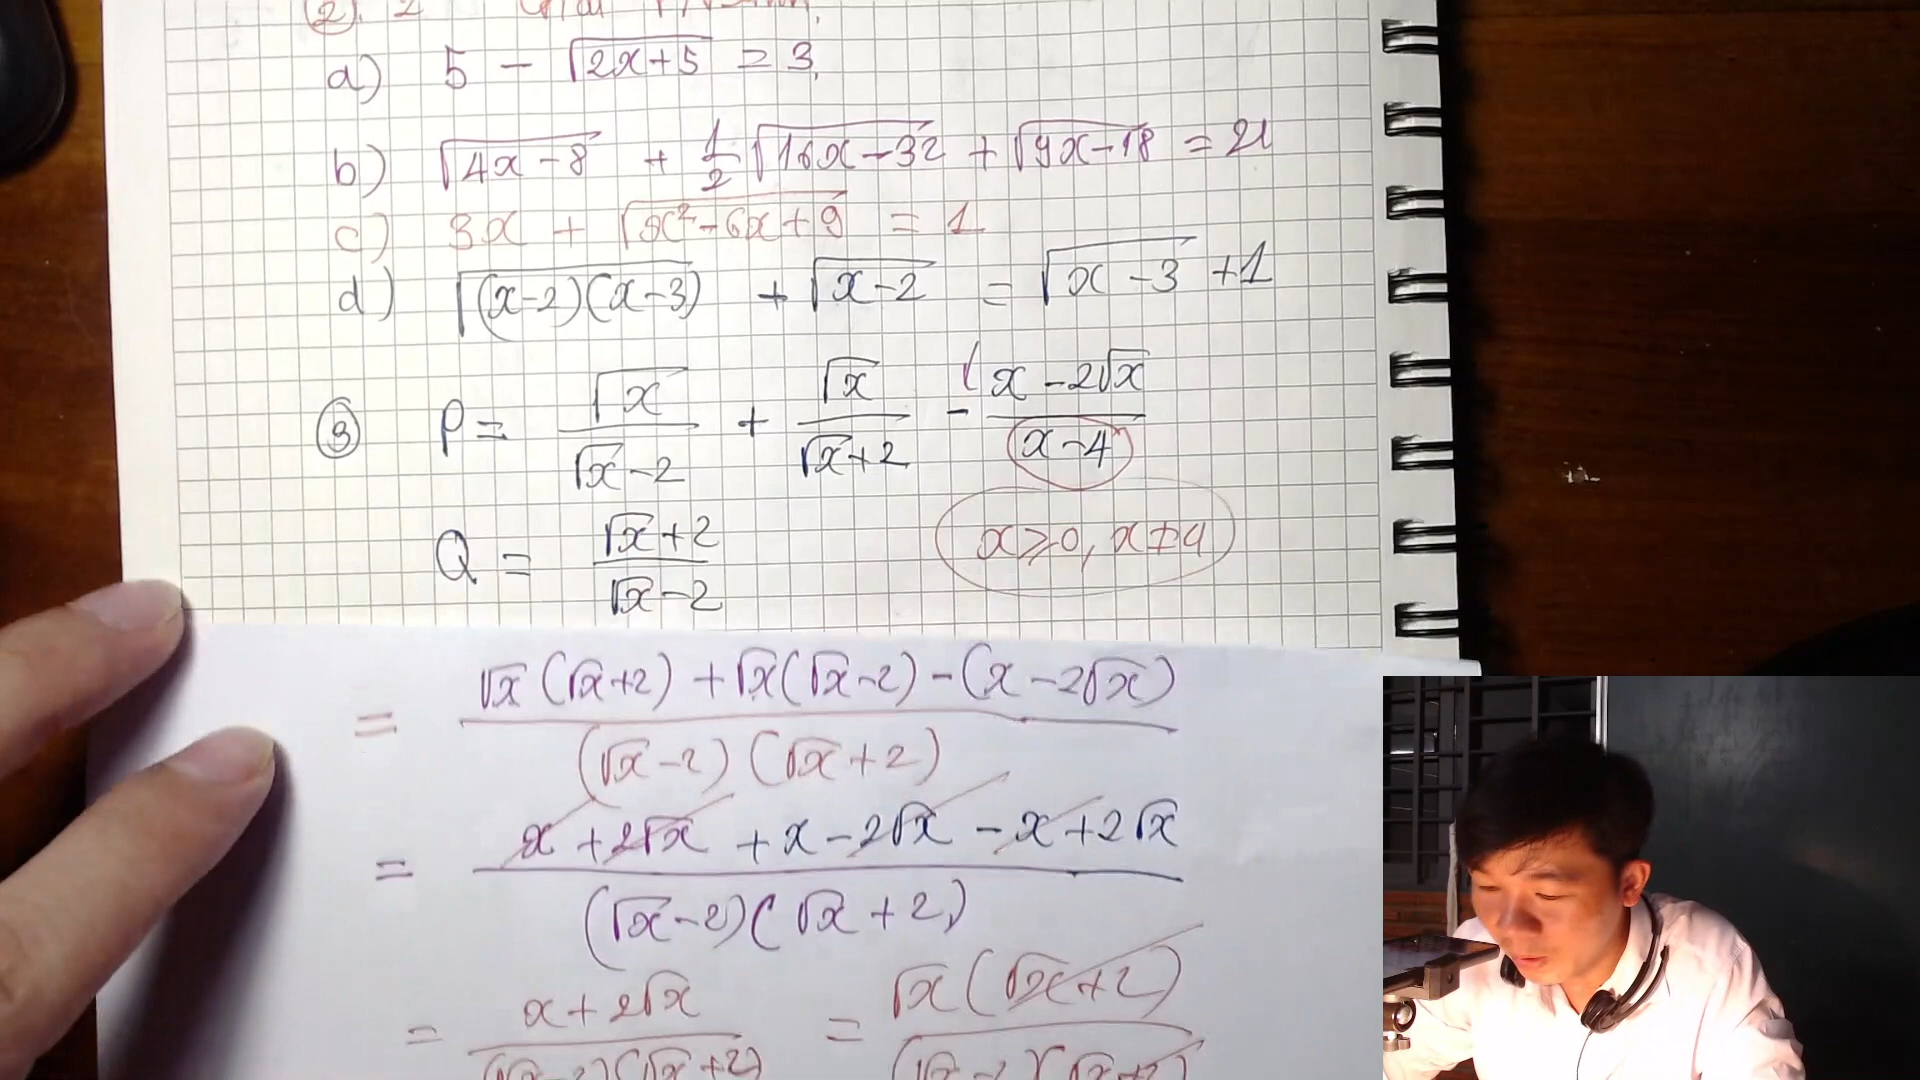 (2). 2
a) 5 - √(2x+5) = 3.
b) √(4x-8) + 1/2 √(16x-32) + √(9x-18) = 21
c) 3x + √(x²-6x+9) = 1
d) √((x-2)(x-3)) + √(x-2) = √(x-3) + 1
(3) P = √x/(√x-2) + √x/(√x+2) - (x-2√x)/(x-4)
Q = (√x+2)/(√x-2) x ≥ 0, x ≠ 4
= (√x(√x+2) + √x(√x-2) - (x-2√x))/((√x-2)(√x+2))
= (x+2√x+x-2√x-x+2√x)/((√x-2)(√x+2))
= (x+2√x)/((√x-2)(√x+2)) = (√x(√x+2))/((√x-2)(√x+2))